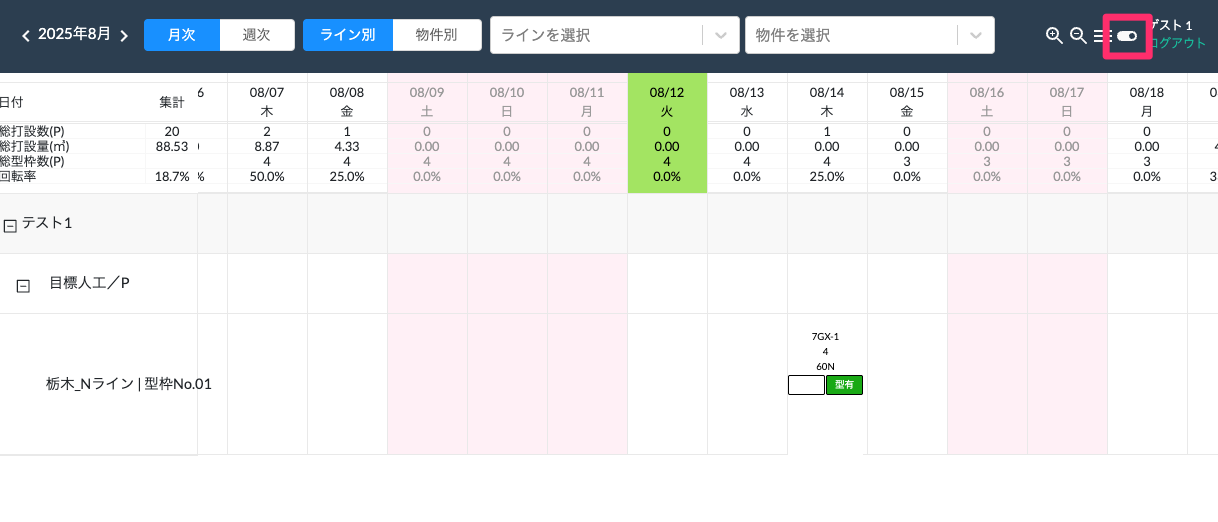 2025年8月 月次 週次 ライン別 物件別 ラインを選択 物件を選択 ゲスト 1
ログアウト
日付 集計 6 08/07 08/08 08/09 08/10 08/11 08/12 08/13 08/14 08/15 08/16 08/17 08/18 0
木 金 土 日 月 火 水 木 金 土 日 月
総打設数(P) 20 2 1 0 0 0 0 0 1 0 0 0 0
総打設量(㎥) 88.53 8.87 4.33 0.00 0.00 0.00 0.00 0.00 0.00 0.00 0.00 0.00 0.00 4
総型枠数(P) 4 4 4 4 4 4 4 4 3 3 3 3
回転率 18.7% % 50.0% 25.0% 0.0% 0.0% 0.0% 0.0% 0.0% 25.0% 0.0% 0.0% 0.0% 0.0% 3
テスト1
目標人工／P
7GX-1
4
60N
栃木_Nライン | 型枠No.01 型有